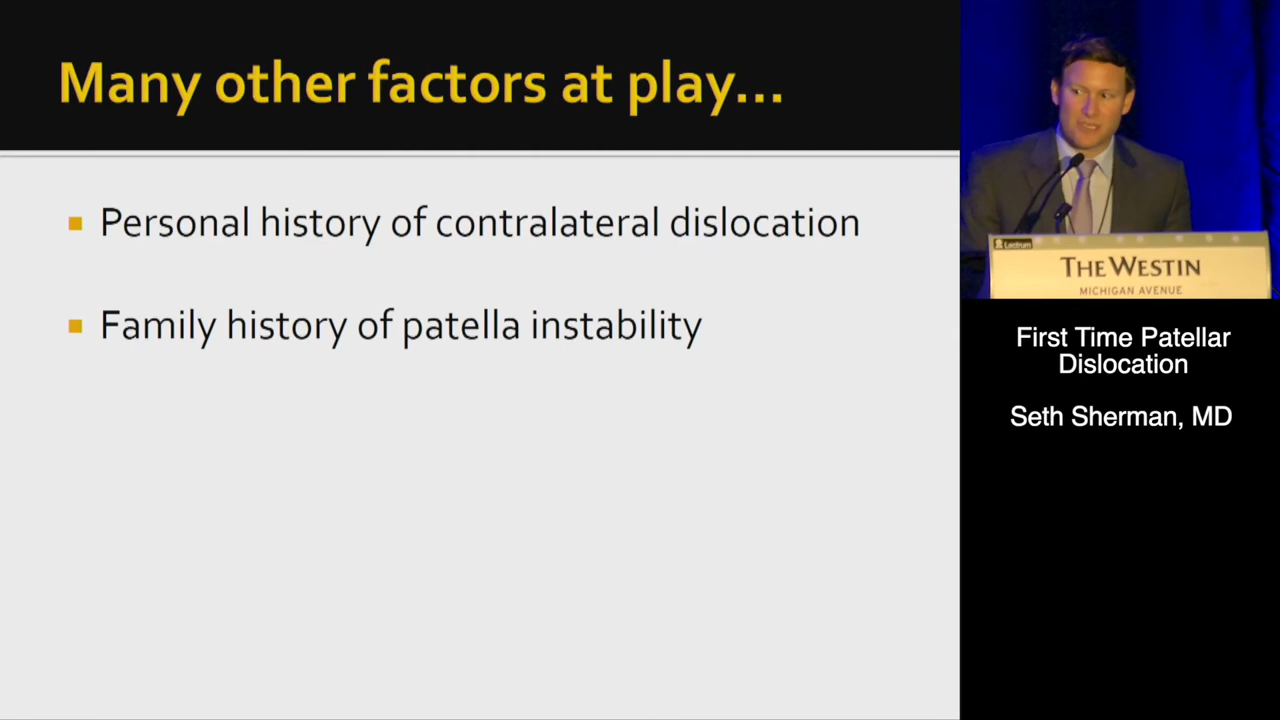 Many other factors at play...
Personal history of contralateral dislocation
Family history of patella instability
Lectrum
THE WESTIN
MICHIGAN AVENUE
First Time Patellar
Dislocation
Seth Sherman, MD